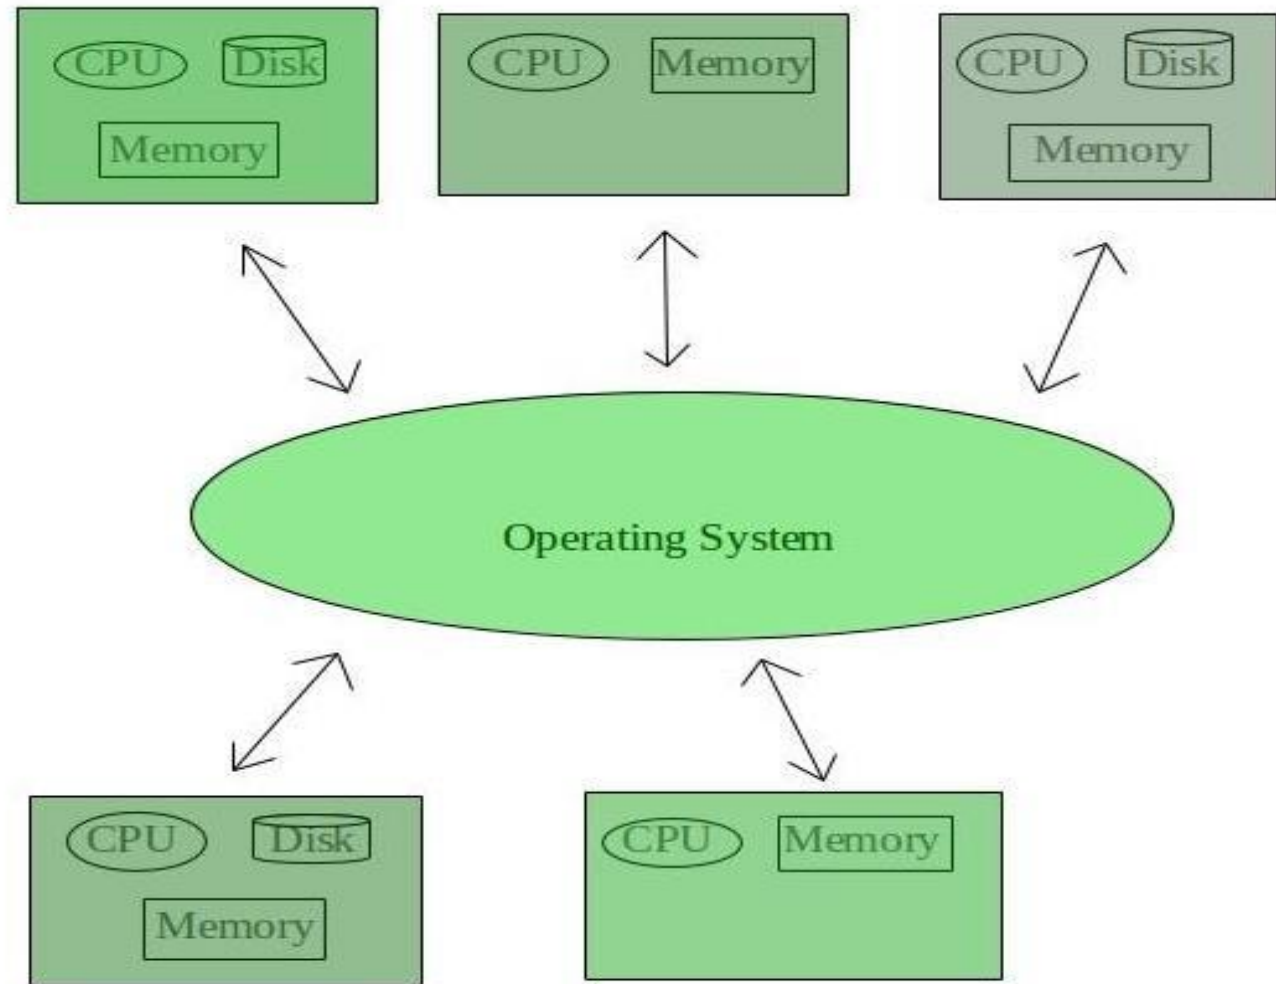 CPU Disk
Memory
CPU Memory
CPU Disk
Memory
Operating System
CPU Disk
Memory
CPU Memory